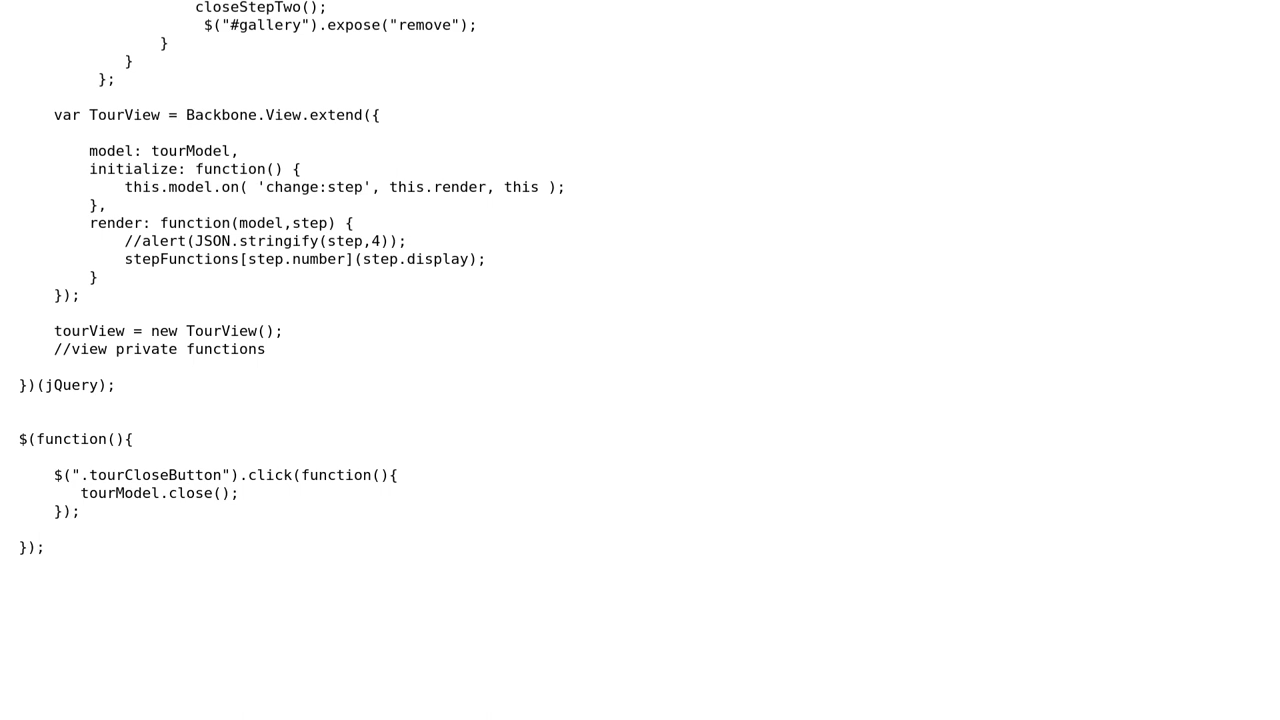 closeStepTwo();
$("#gallery").expose("remove");
}
}
};
var TourView = Backbone.View.extend({
model: tourModel,
initialize: function() {
this.model.on( 'change:step', this.render, this );
},
render: function(model,step) {
//alert(JSON.stringify(step,4));
stepFunctions[step.number](step.display);
}
});
tourView = new TourView();
//view private functions
})(jQuery);
$(function(){
$(".tourCloseButton").click(function(){
tourModel.close();
});
});